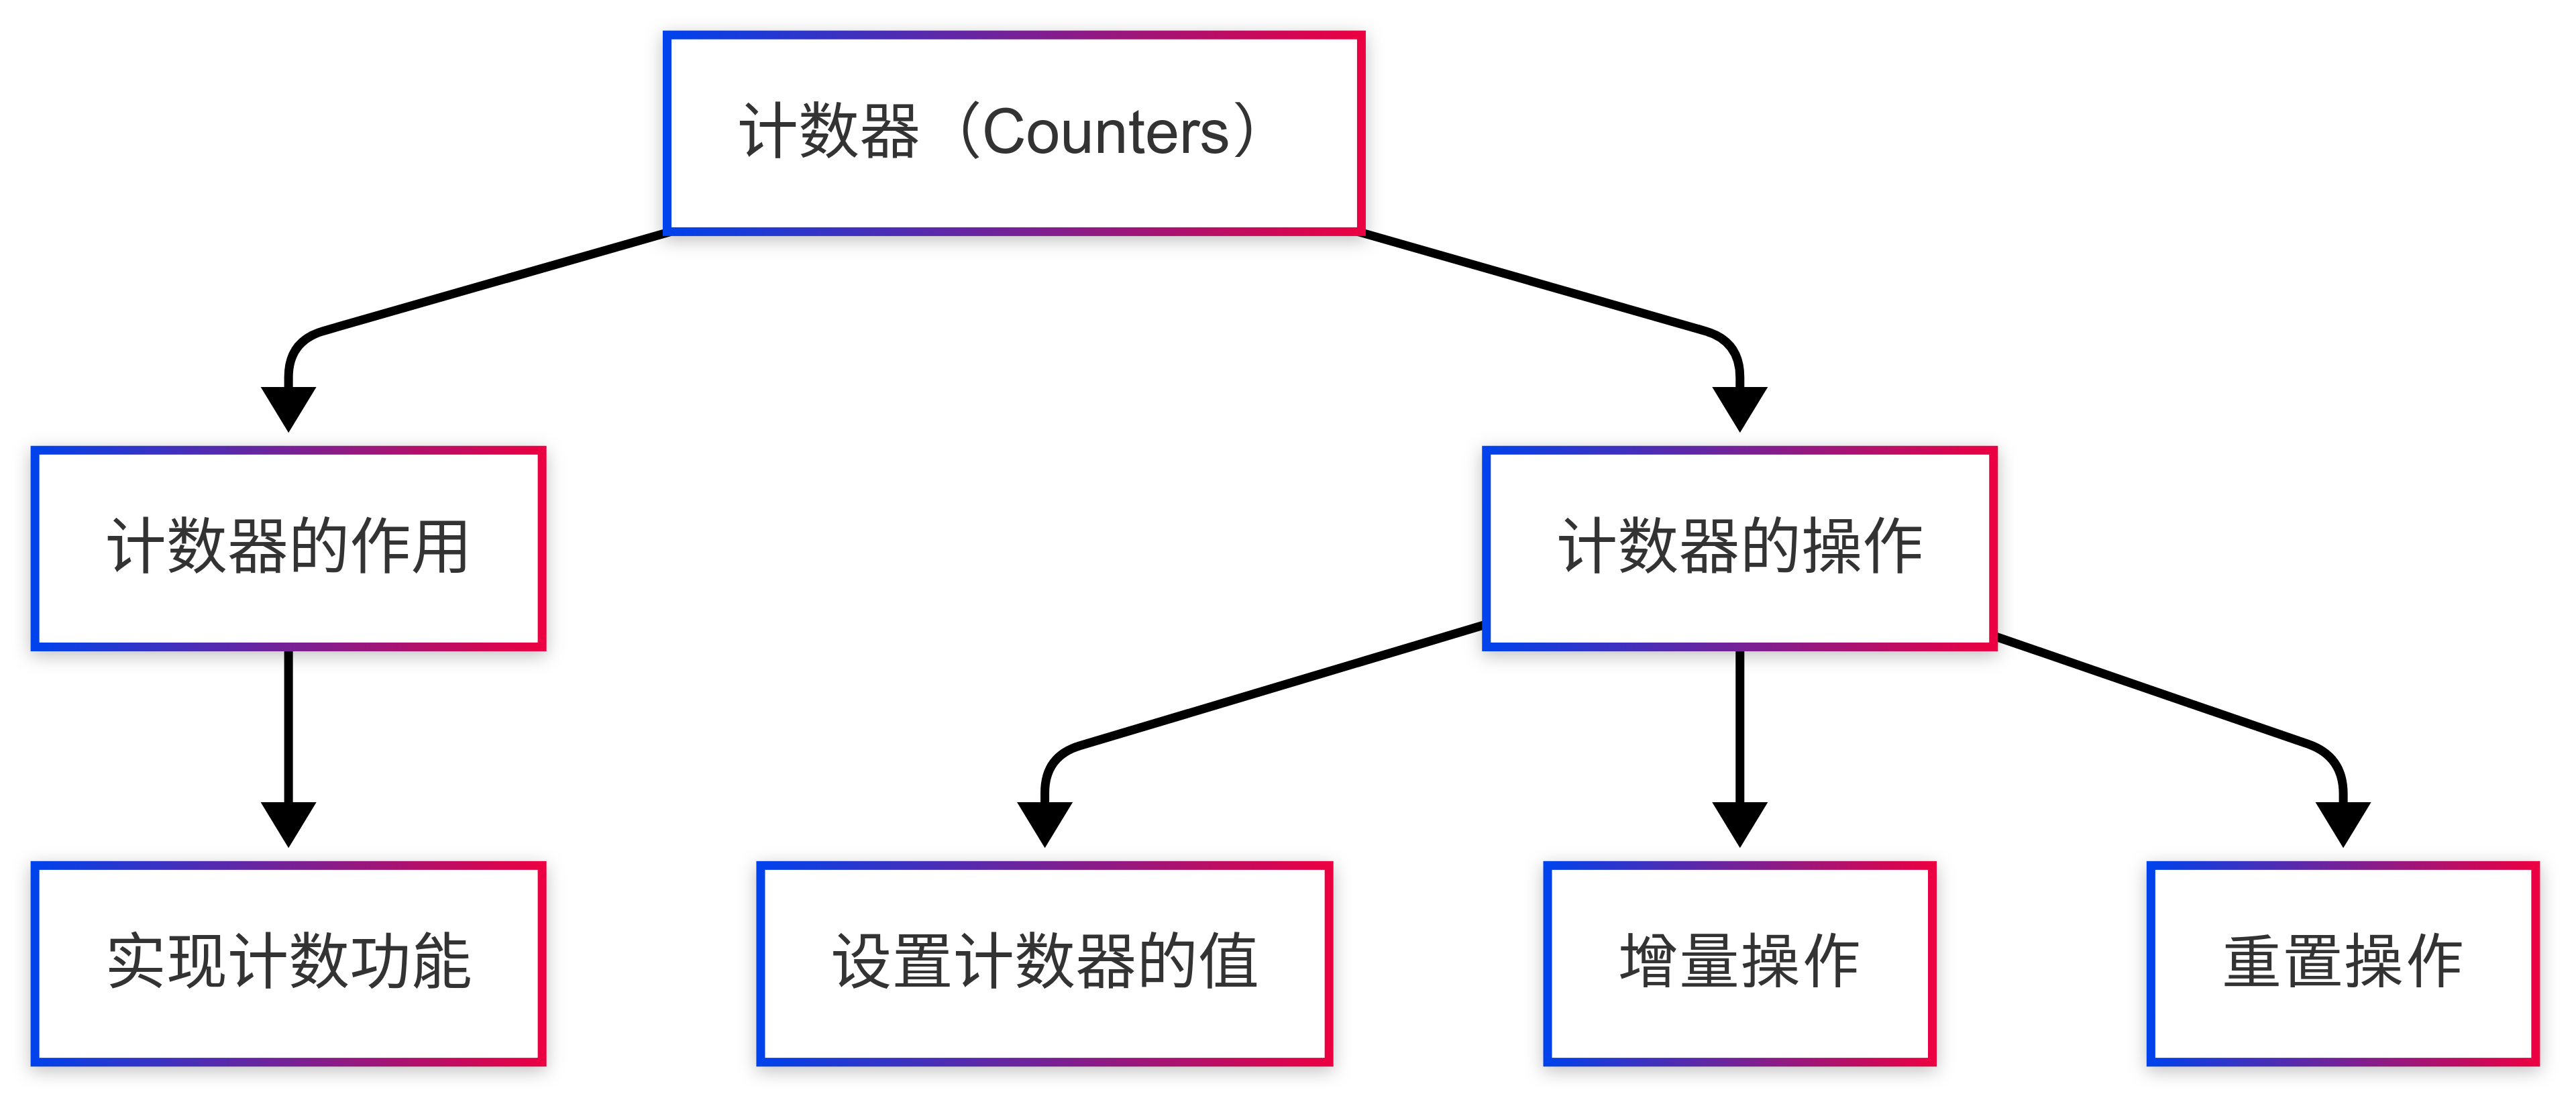 计数器（Counters）
计数器的作用
计数器的操作
实现计数功能
设置计数器的值
增量操作
重置操作